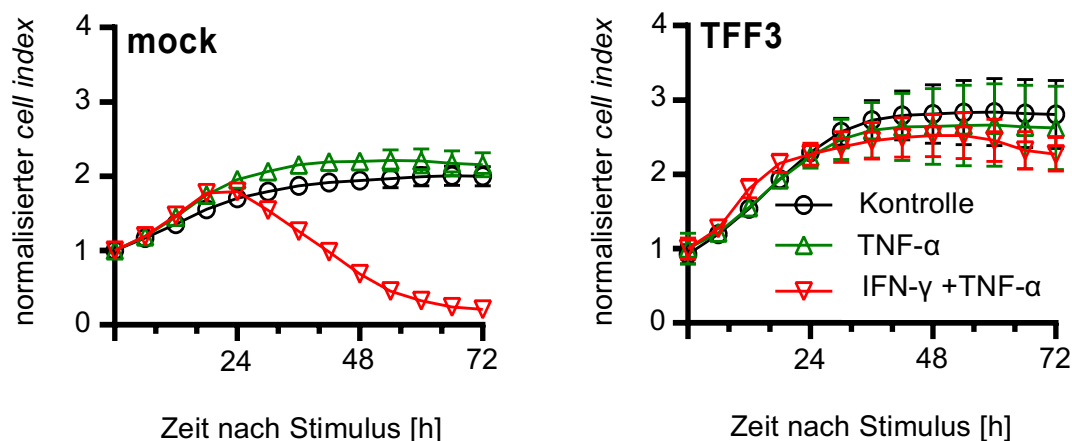 mock
normalisierter cell index
4
3
2
1
0
24
48
72
Zeit nach Stimulus [h]
TFF3
normalisierter cell index
4
3
2
1
0
Kontrolle
TNF-α
IFN-γ +TNF-α
24
48
72
Zeit nach Stimulus [h]